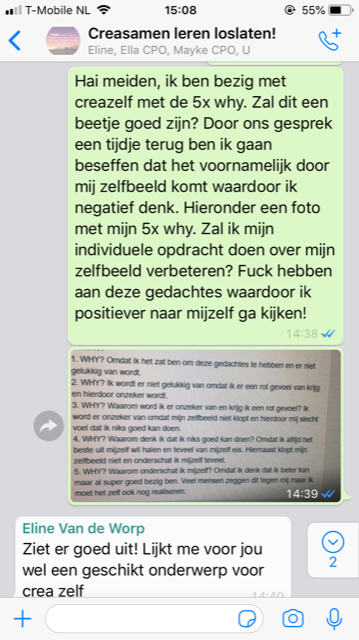 T-Mobile NL
15:08
55%
Creasamen leren loslaten!
Eline, Ella CPO, Mayke CPO, U
Hai meiden, ik ben bezig met
creazelf met de 5x why. Zal dit een
beetje goed zijn? Door ons gesprek
een tijdje terug ben ik gaan
beseffen dat het voornamelijk door
mij zelfbeeld komt waardoor ik
negatief denk. Hieronder een foto
met mijn 5x why. Zal ik mijn
individuele opdracht doen over mijn
zelfbeeld verbeteren? Fuck hebben
aan deze gedachtes waardoor ik
positiever naar mijzelf ga kijken!
14:38
1. WHY? Omdat ik het zat ben om deze gedachtes te hebben en er niet
gelukkig van wordt.
2. WHY? Ik wordt er niet gelukkig van omdat ik er een rot gevoel van krijg
en hierdoor onzeker wordt.
3. WHY? Waarom word ik er onzeker van en krijg ik een rot gevoel? Ik
word er onzeker van omdat mijn zelfbeeld niet klopt en hierdoor mij slecht
voel dat ik niks goed kan doen.
4. WHY? Waarom denk ik dat ik niks goed kan doen? Omdat ik altijd het
beste uit mijzelf wil halen en teveel van mijzelf eis. Hiernaast klopt mijn
zelfbeeld niet en onderschat ik mijzelf teveel.
5. WHY? Waarom onderschat ik mijzelf? Omdat ik denk dat ik beter kan
maar al super goed bezig ben. Veel mensen zeggen dit tegen mij maar ik
moet het zelf ook nog realiseren.
14:39
Eline Van de Worp
Ziet er goed uit! Lijkt me voor jou
wel een geschikt onderwerp voor
crea zelf
14:40
2